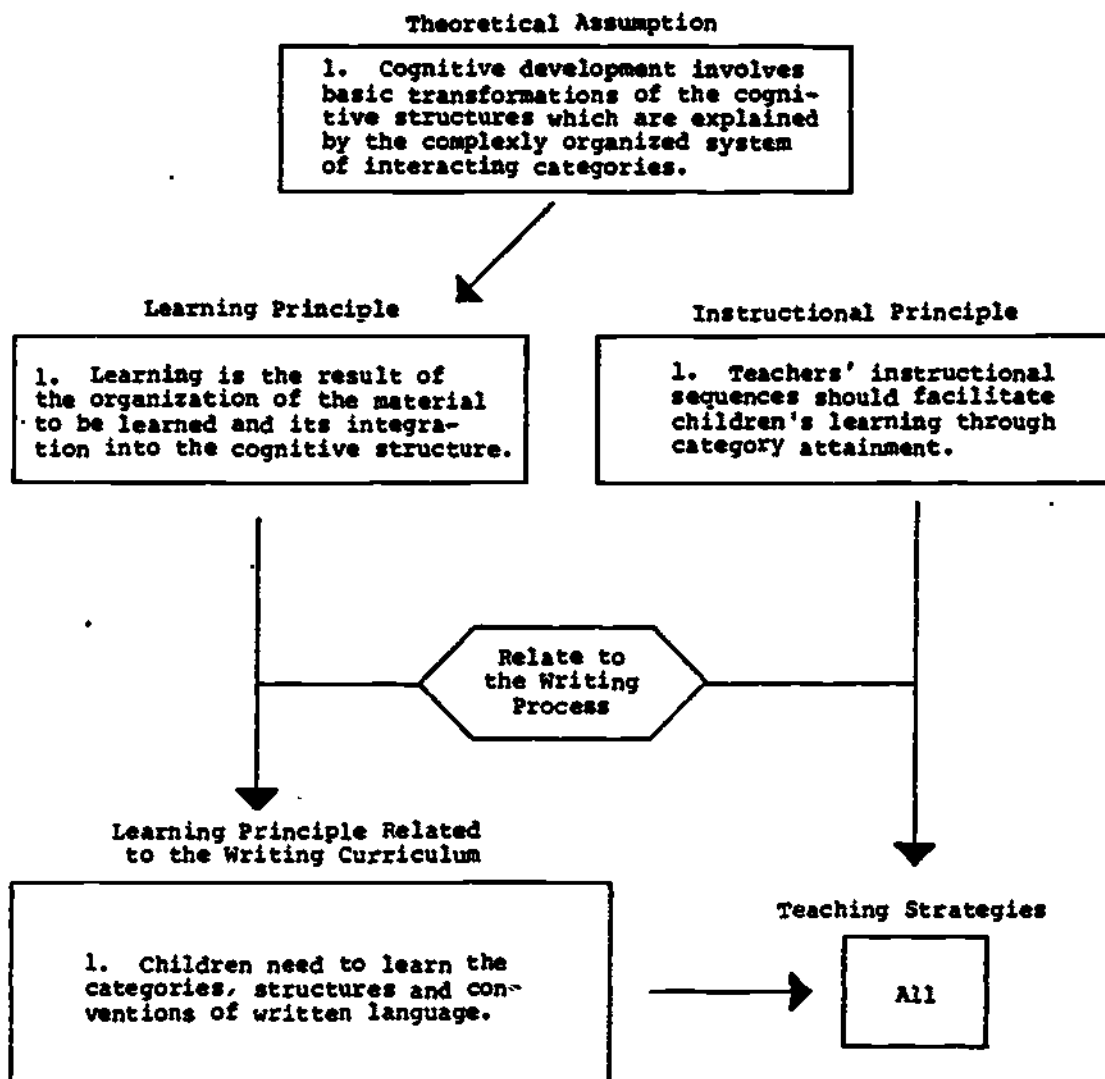 Theoretical Assumption
1. Cognitive development involves
basic transformations of the cogni-
tive structures which are explained
by the complexly organized system
of interacting categories.
Learning Principle
1. Learning is the result of
the organization of the material
to be learned and its integra-
tion into the cognitive structure.
Instructional Principle
1. Teachers' instructional
sequences should facilitate
children's learning through
category attainment.
Relate to
the Writing
Process
Learning Principle Related
to the Writing Curriculum
1. Children need to learn the
categories, structures and con-
ventions of written language.
Teaching Strategies
All